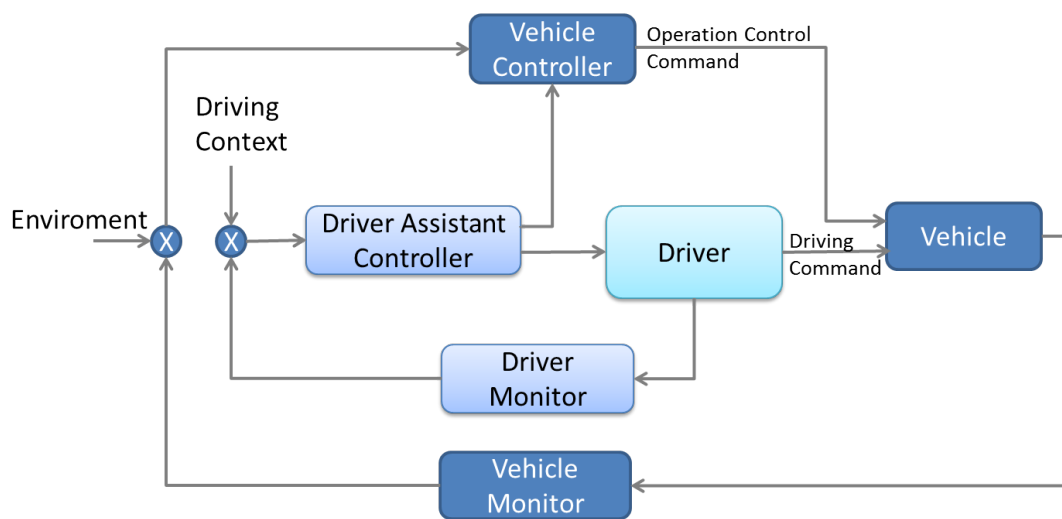 Vehicle
Controller
Operation Control
Command
Driving
Context
Enviroment
X
X
Driver Assistant
Controller
Driver
Driving
Command
Vehicle
Driver
Monitor
Vehicle
Monitor